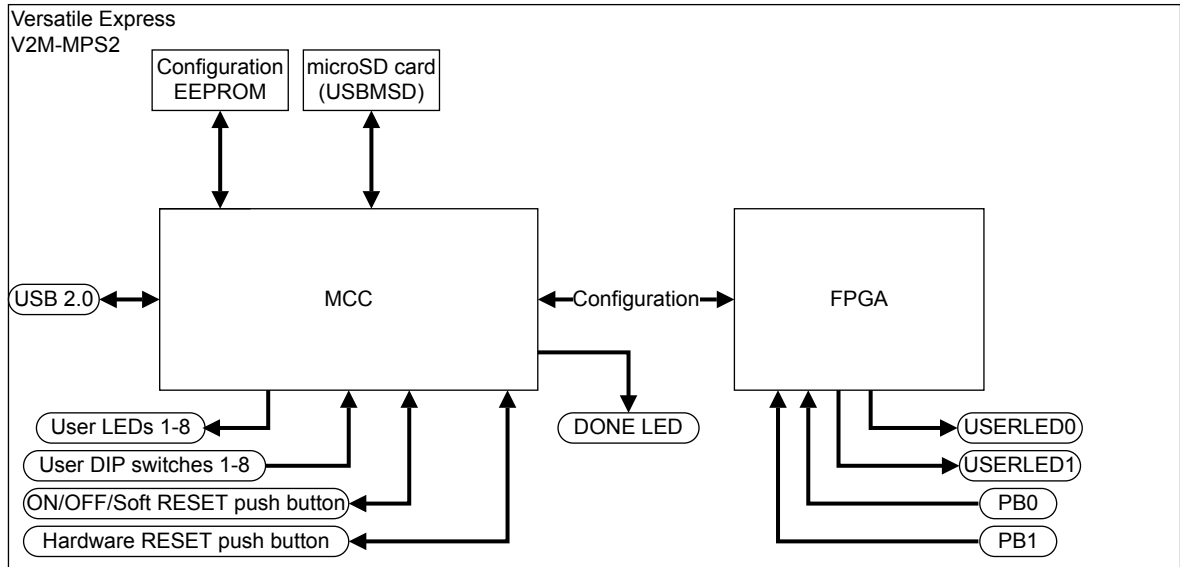 Versatile Express
V2M-MPS2
Configuration
EEPROM
microSD card
(USBMSD)
USB 2.0
MCC
Configuration
FPGA
User LEDs 1-8
DONE LED
USERLED0
User DIP switches 1-8
USERLED1
ON/OFF/Soft RESET push button
PB0
Hardware RESET push button
PB1